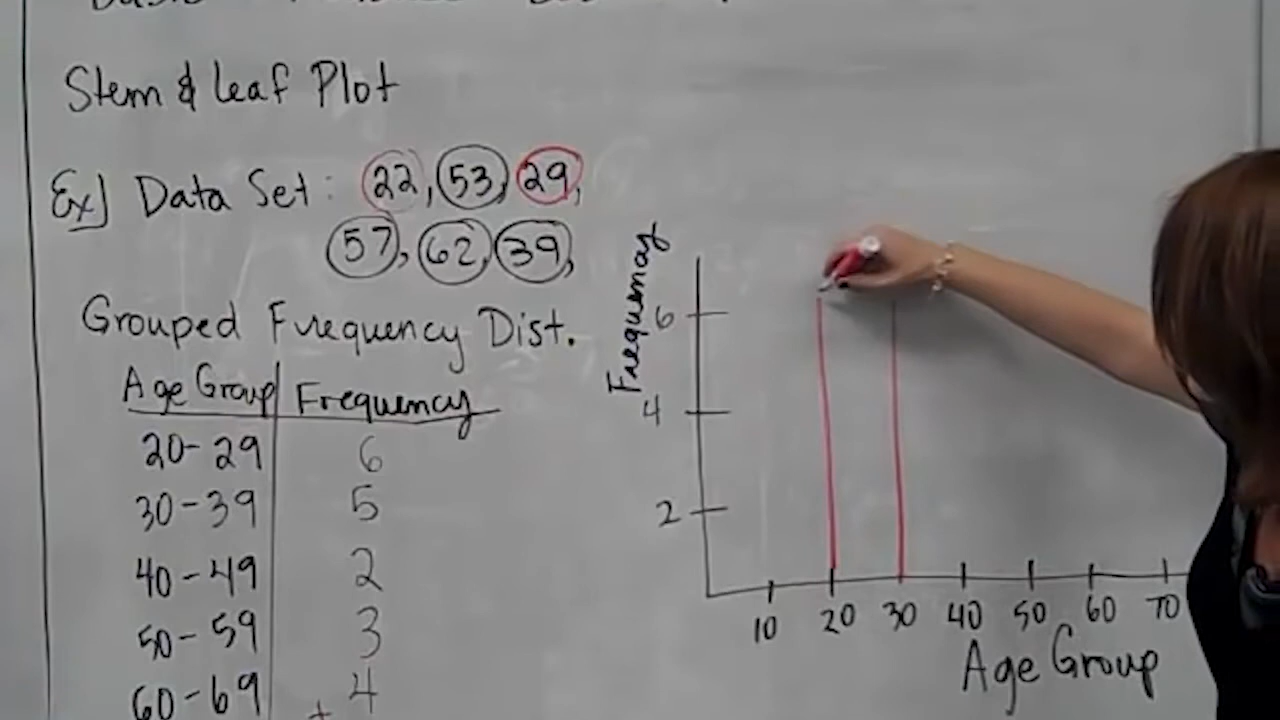 Stem & Leaf Plot
Ex] Data Set: 22, 53, 29,
57, 62, 39,
Grouped Frequency Dist.
Age Group Frequency
20-29 6
30-39 5
40-49 2
50-59 3
60-69 4
+
Frequency
6
4
2
10 20 30 40 50 60 70
Age Group